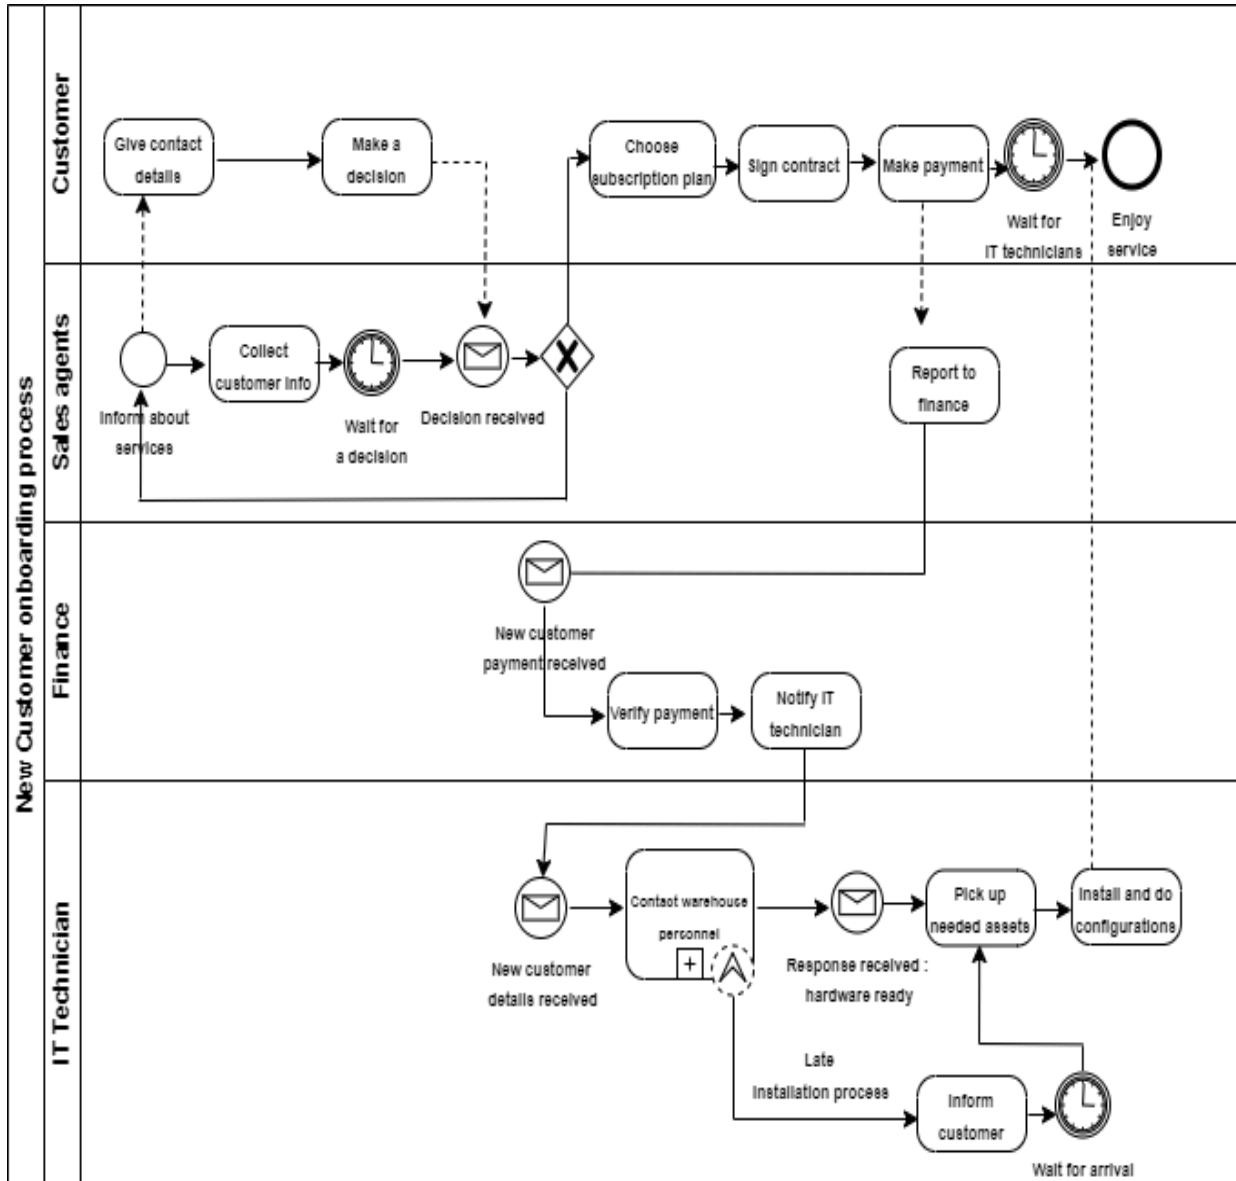 New Customer onboarding process
Customer
Give contact
details
Make a
decision
Choose
subscription plan
Sign contract
Make payment
Wait for
IT technicians
Enjoy
service
Sales agents
Inform about
services
Collect
customer info
Wait for
a decision
Decision received
Report to
finance
Finance
New customer
payment received
Verify payment
Notify IT
technician
IT Technician
New customer
details received
Contact warehouse
personnel
Response received :
hardware ready
Pick up
needed assets
Install and do
configurations
Late
Installation process
Inform
customer
Wait for arrival